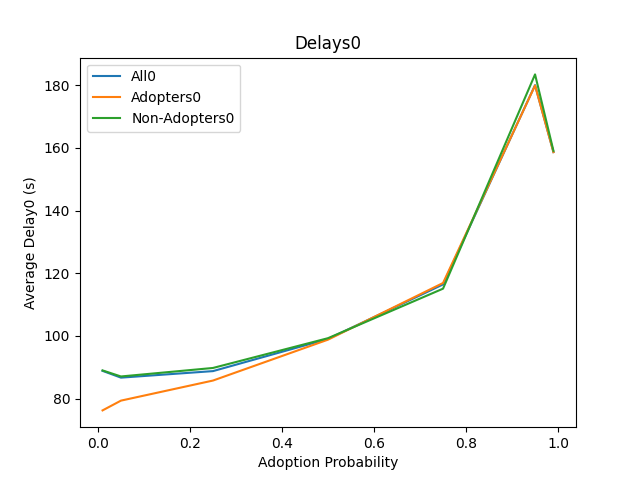 Delays0
All0
Adopters0
Non-Adopters0
Average Delay0 (s)
180
160
140
120
100
80
0.0 0.2 0.4 0.6 0.8 1.0
Adoption Probability